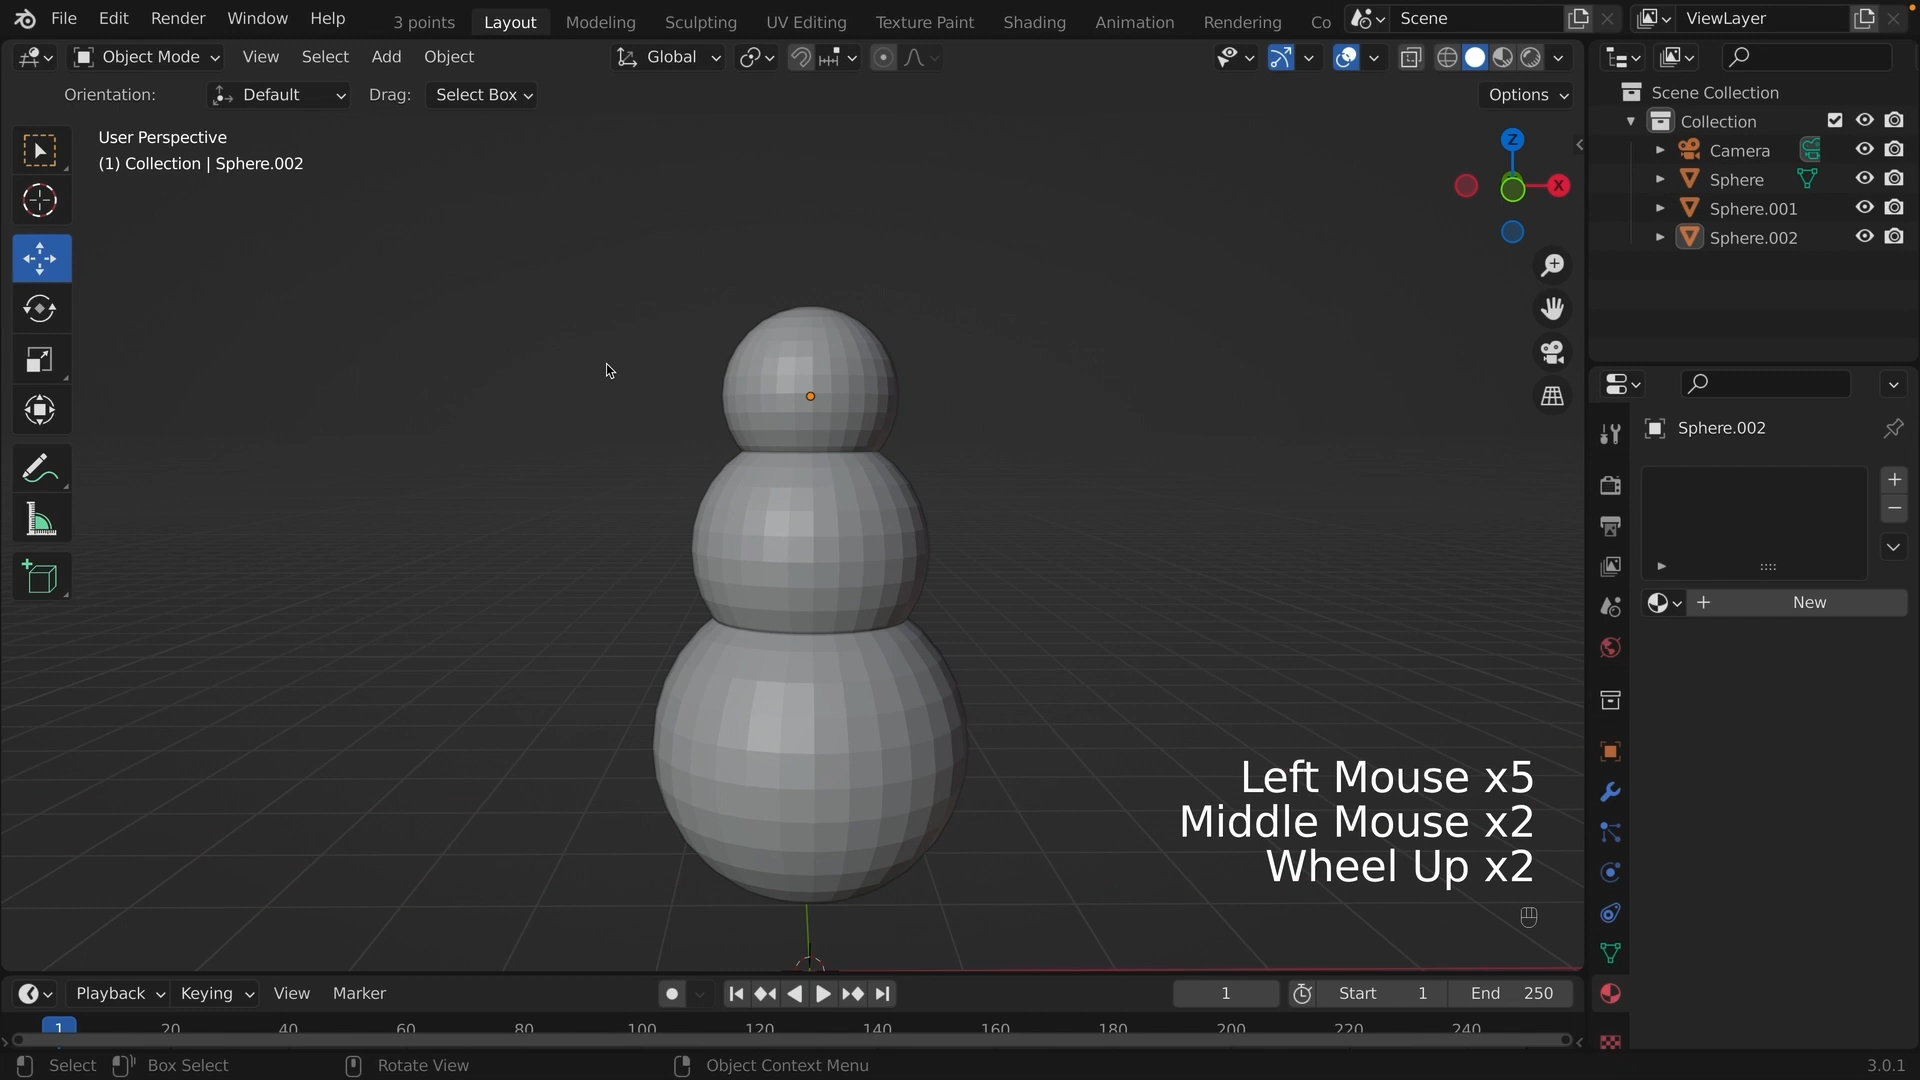 File Edit Render Window Help 3 points Layout Modeling Sculpting UV Editing Texture Paint Shading Animation Rendering Co Scene ViewLayer
Object Mode View Select Add Object Global
Orientation: Default Drag: Select Box Options
User Perspective
(1) Collection | Sphere.002
Z
X
Scene Collection
Collection
Camera
Sphere
Sphere.001
Sphere.002
Sphere.002
New
Left Mouse x5
Middle Mouse x2
Wheel Up x2
Playback Keying View Marker 1 Start 1 End 250
1 20 40 60 80 100 120 140 160 180 200 220 240
Select Box Select Rotate View Object Context Menu 3.0.1